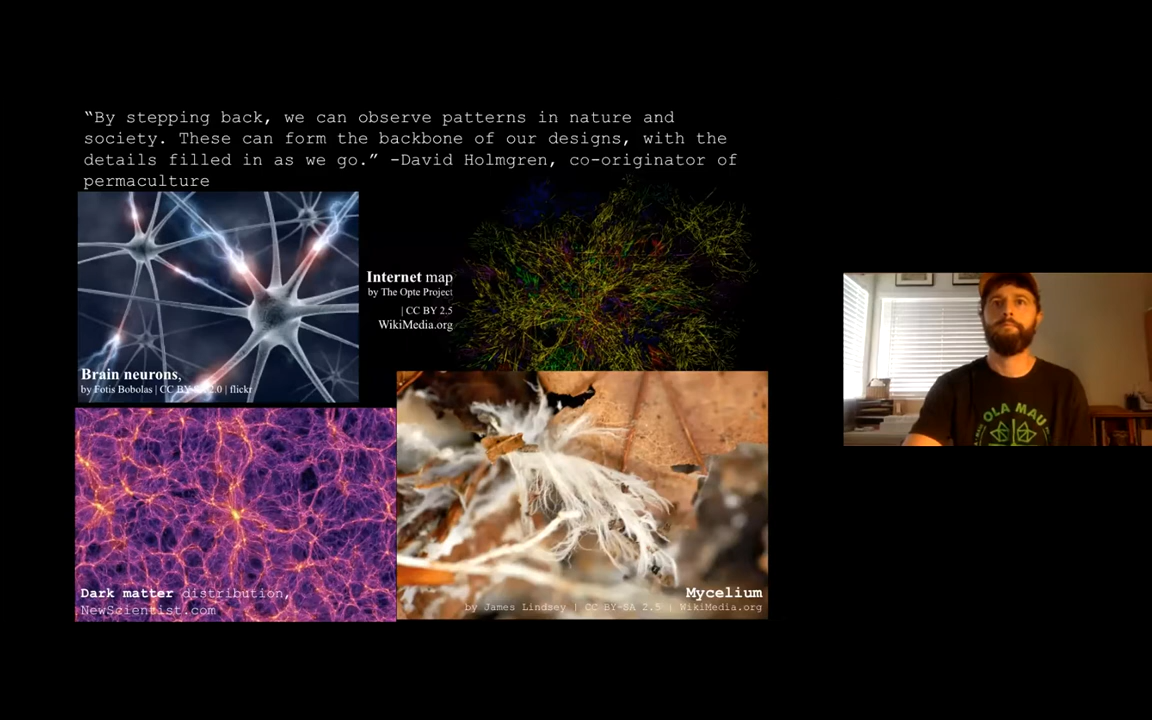 “By stepping back, we can observe patterns in nature and
society. These can form the backbone of our designs, with the
details filled in as we go.” -David Holmgren, co-originator of
permaculture
Internet map
by The Opte Project
| CC BY 2.5
WikiMedia.org
Brain neurons,
by Fotis Bobolas | CC BY-SA 2.0 | flickr
OLA MAUI
Dark matter distribution,
NewScientist.com
Mycelium
by James Lindsey | CC BY-SA 2.5 | WikiMedia.org